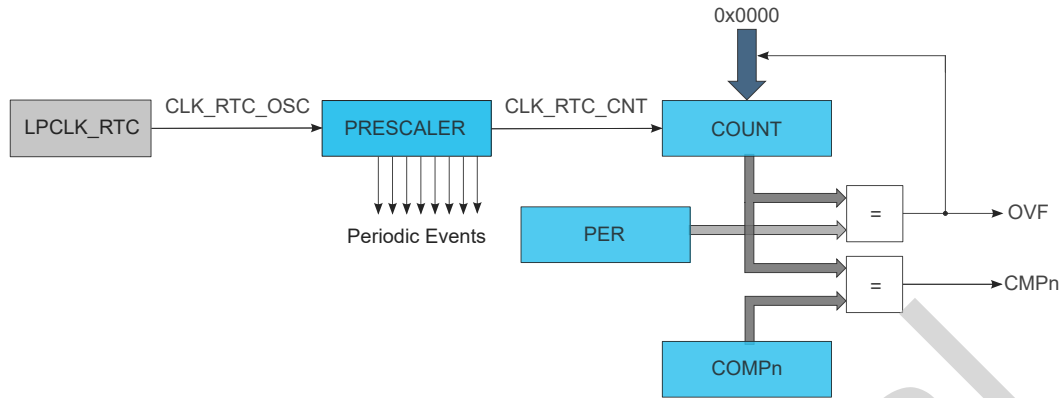 0x0000
LPCLK_RTC
CLK_RTC_OSC
PRESCALER
CLK_RTC_CNT
COUNT
Periodic Events
PER
=
OVF
=
CMPn
COMPn